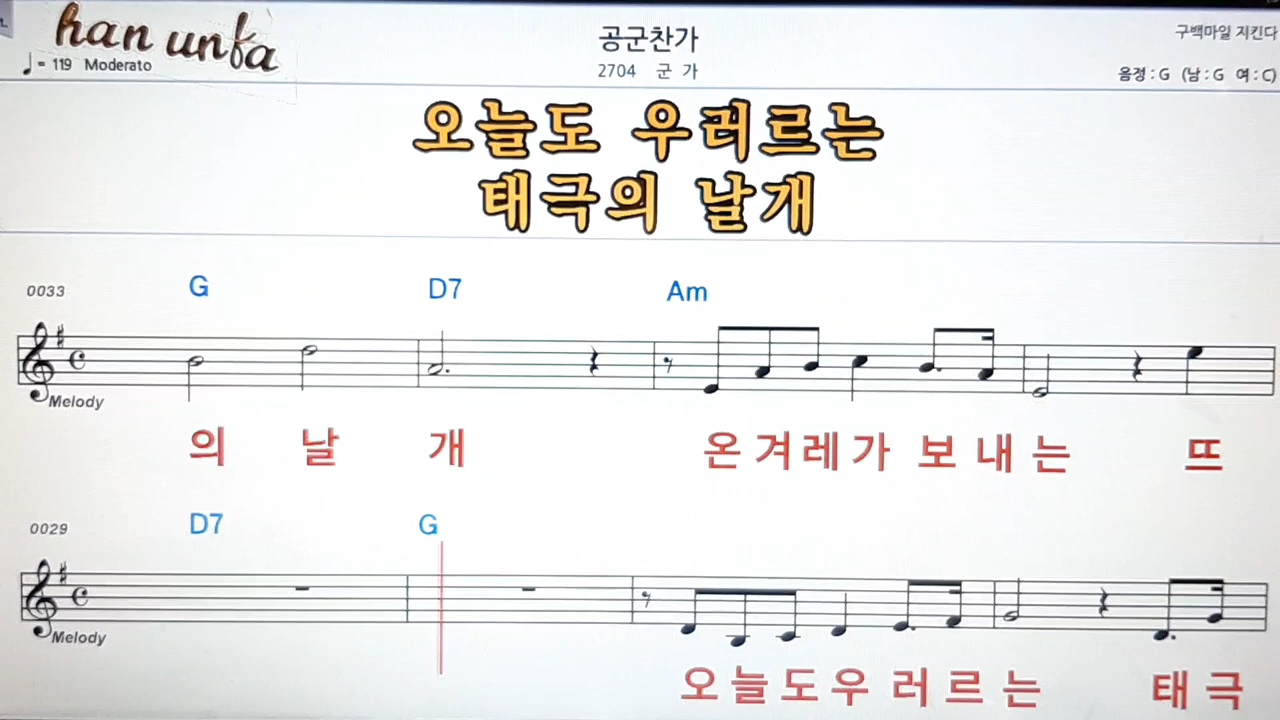 han unfa
♩= 119 Moderato
공군찬가
2704 군 가
구백마일 지킨다
음정 : G (남 : G 여 : C)
오늘도 우러르는
태극의 날개
0033 G D7 Am
Melody
의 날 개 온 겨 레 가 보 내 는 뜨
0029 D7 G
Melody
오 늘 도 우 러 르 는 태 극